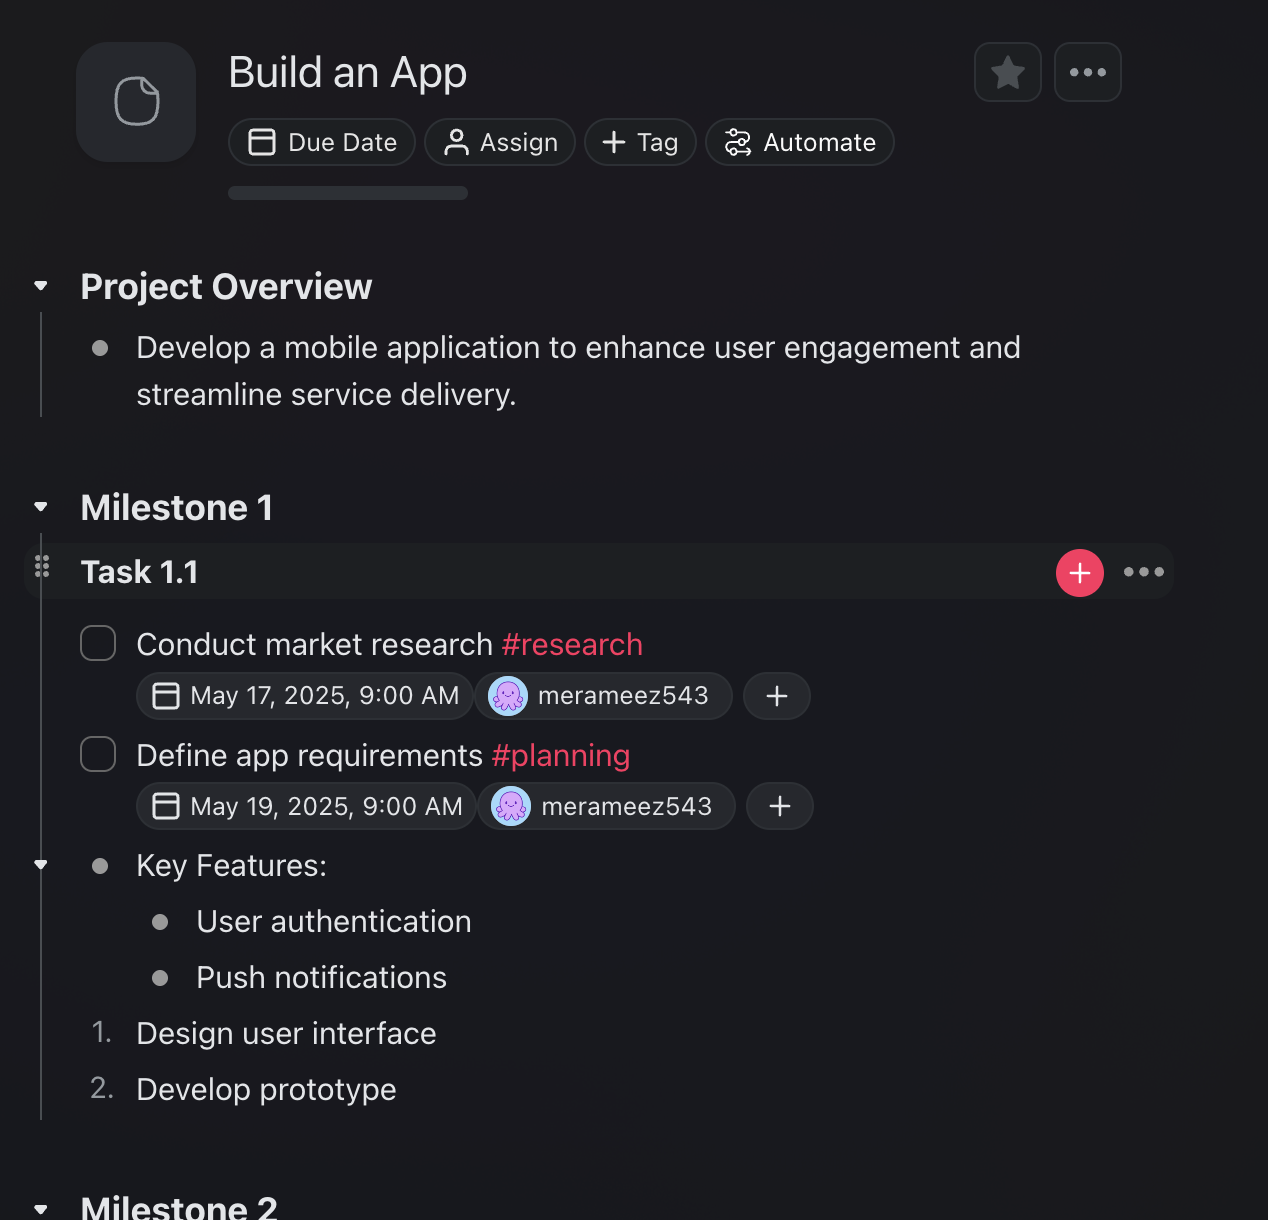 Build an App
Due Date
Assign
Tag
Automate
Project Overview
Develop a mobile application to enhance user engagement and
streamline service delivery.
Milestone 1
Task 1.1
Conduct market research #research
May 17, 2025, 9:00 AM
merameez543
Define app requirements #planning
May 19, 2025, 9:00 AM
merameez543
Key Features:
User authentication
Push notifications
1. Design user interface
2. Develop prototype
Milestone 2